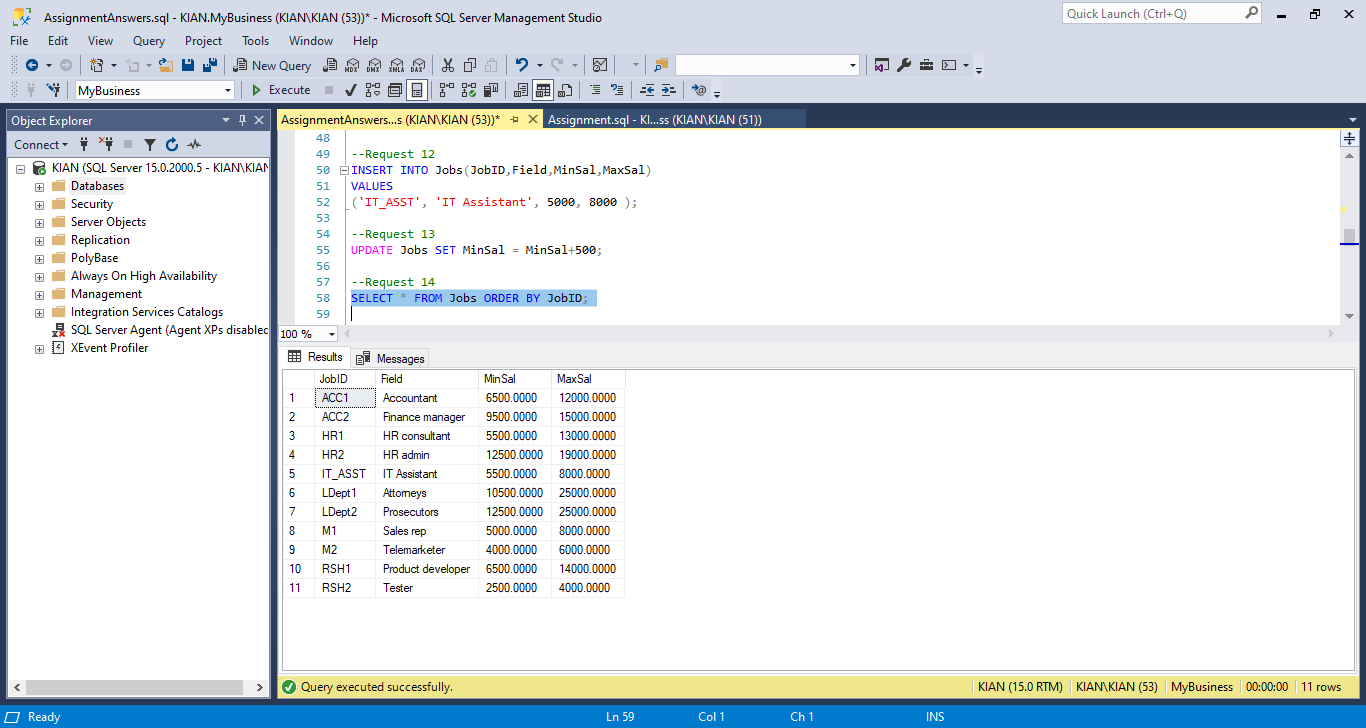 AssignmentAnswers.sql - KIAN.MyBusiness (KIAN\KIAN (53))* - Microsoft SQL Server Management Studio
Quick Launch (Ctrl+Q)
File Edit View Query Project Tools Window Help
New Query MDX DMX XMLA DAX
MyBusiness Execute
Object Explorer
Connect
KIAN (SQL Server 15.0.2000.5 - KIAN\KIAN
Databases
Security
Server Objects
Replication
PolyBase
Always On High Availability
Management
Integration Services Catalogs
SQL Server Agent (Agent XPs disabled
XEvent Profiler
AssignmentAnswers...s (KIAN\KIAN (53))* Assignment.sql - KI...ss (KIAN\KIAN (51))
48
49 --Request 12
50 INSERT INTO Jobs(JobID,Field,MinSal,MaxSal)
51 VALUES
52 ('IT_ASST', 'IT Assistant', 5000, 8000 );
53
54 --Request 13
55 UPDATE Jobs SET MinSal = MinSal+500;
56
57 --Request 14
58 SELECT * FROM Jobs ORDER BY JobID;
59
100 %
Results Messages
JobID Field MinSal MaxSal
1 ACC1 Accountant 6500.0000 12000.0000
2 ACC2 Finance manager 9500.0000 15000.0000
3 HR1 HR consultant 5500.0000 13000.0000
4 HR2 HR admin 12500.0000 19000.0000
5 IT_ASST IT Assistant 5500.0000 8000.0000
6 LDept1 Attorneys 10500.0000 25000.0000
7 LDept2 Prosecutors 12500.0000 25000.0000
8 M1 Sales rep 5000.0000 8000.0000
9 M2 Telemarketer 4000.0000 6000.0000
10 RSH1 Product developer 6500.0000 14000.0000
11 RSH2 Tester 2500.0000 4000.0000
Query executed successfully. KIAN (15.0 RTM) KIAN\KIAN (53) MyBusiness 00:00:00 11 rows
Ready Ln 59 Col 1 Ch 1 INS